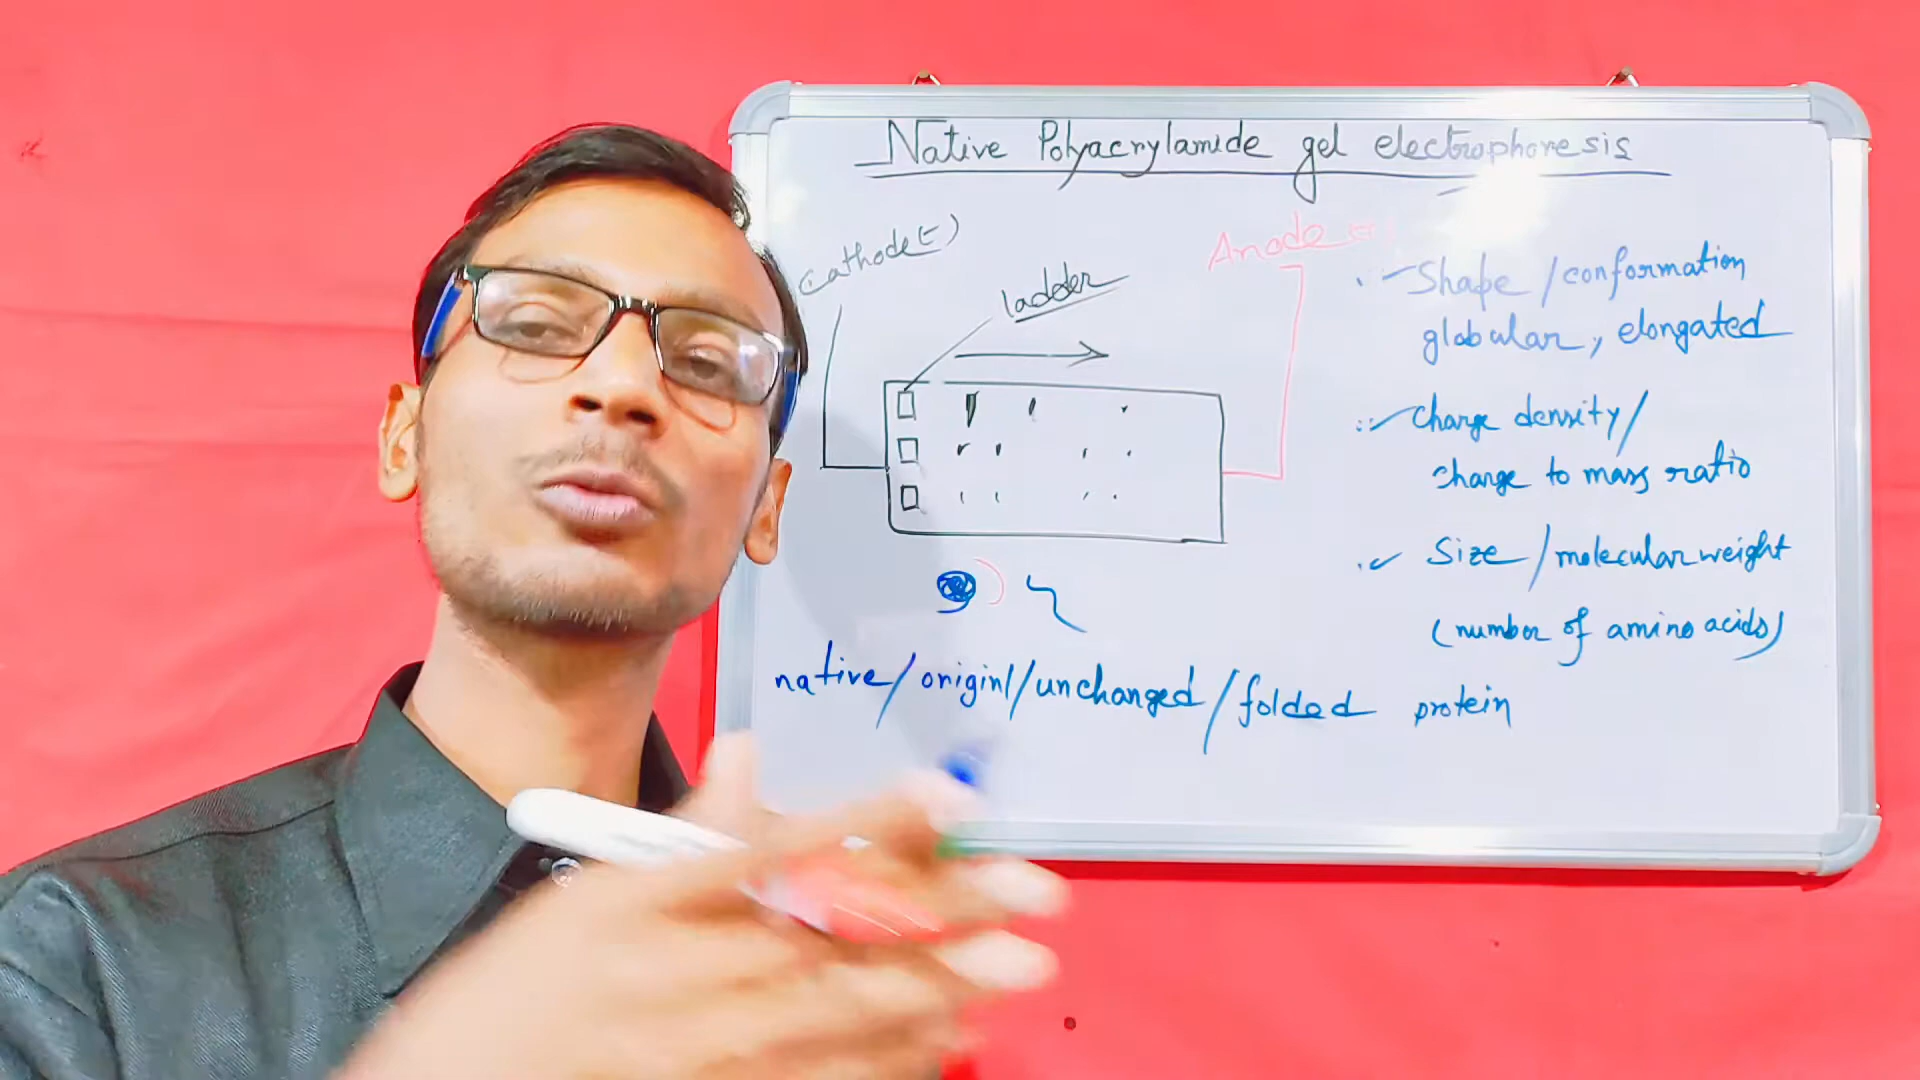 Native Polyacrylamide gel electrophoresis
Cathode (-)
Anode (+)
ladder
Shape / conformation
globular, elongated
Charge density /
charge to mass ratio
Size / molecular weight
(number of amino acids)
native / origin / unchanged / folded protein